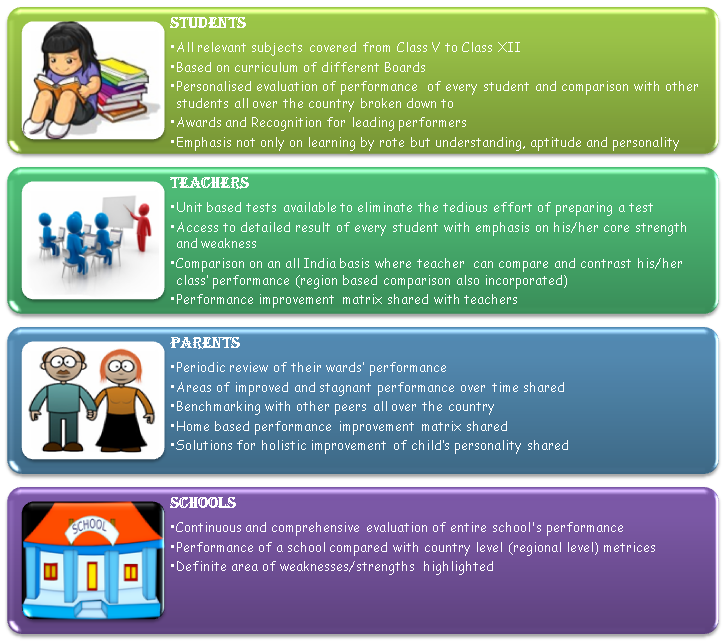 STUDENTS
•All relevant subjects covered from Class V to Class XII
•Based on curriculum of different Boards
•Personalised evaluation of performance of every student and comparison with other
students all over the country broken down to
•Awards and Recognition for leading performers
•Emphasis not only on learning by rote but understanding, aptitude and personality
TEACHERS
•Unit based tests available to eliminate the tedious effort of preparing a test
•Access to detailed result of every student with emphasis on his/her core strength
and weakness
•Comparison on an all India basis where teacher can compare and contrast his/her
class' performance (region based comparison also incorporated)
•Performance improvement matrix shared with teachers
PARENTS
•Periodic review of their wards' performance
•Areas of improved and stagnant performance over time shared
•Benchmarking with other peers all over the country
•Home based performance improvement matrix shared
•Solutions for holistic improvement of child's personality shared
SCHOOLS
SCHOOL
•Continuous and comprehensive evaluation of entire school's performance
•Performance of a school compared with country level (regional level) metrices
•Definite area of weaknesses/strengths highlighted